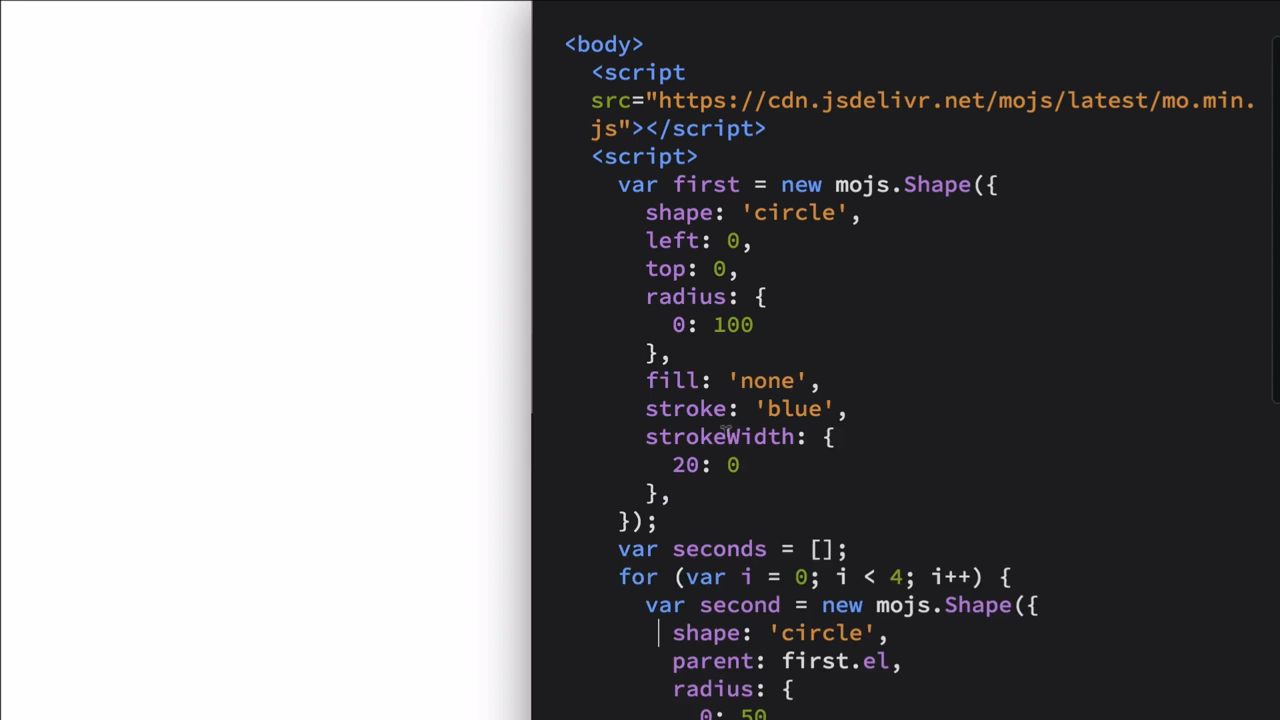 <body>
<script
src="https://cdn.jsdelivr.net/mojs/latest/mo.min.
js"></script>
<script>
var first = new mojs.Shape({
shape: 'circle',
left: 0,
top: 0,
radius: {
0: 100
},
fill: 'none',
stroke: 'blue',
strokeWidth: {
20: 0
},
});
var seconds = [];
for (var i = 0; i < 4; i++) {
var second = new mojs.Shape({
shape: 'circle',
parent: first.el,
radius: {
0: 50